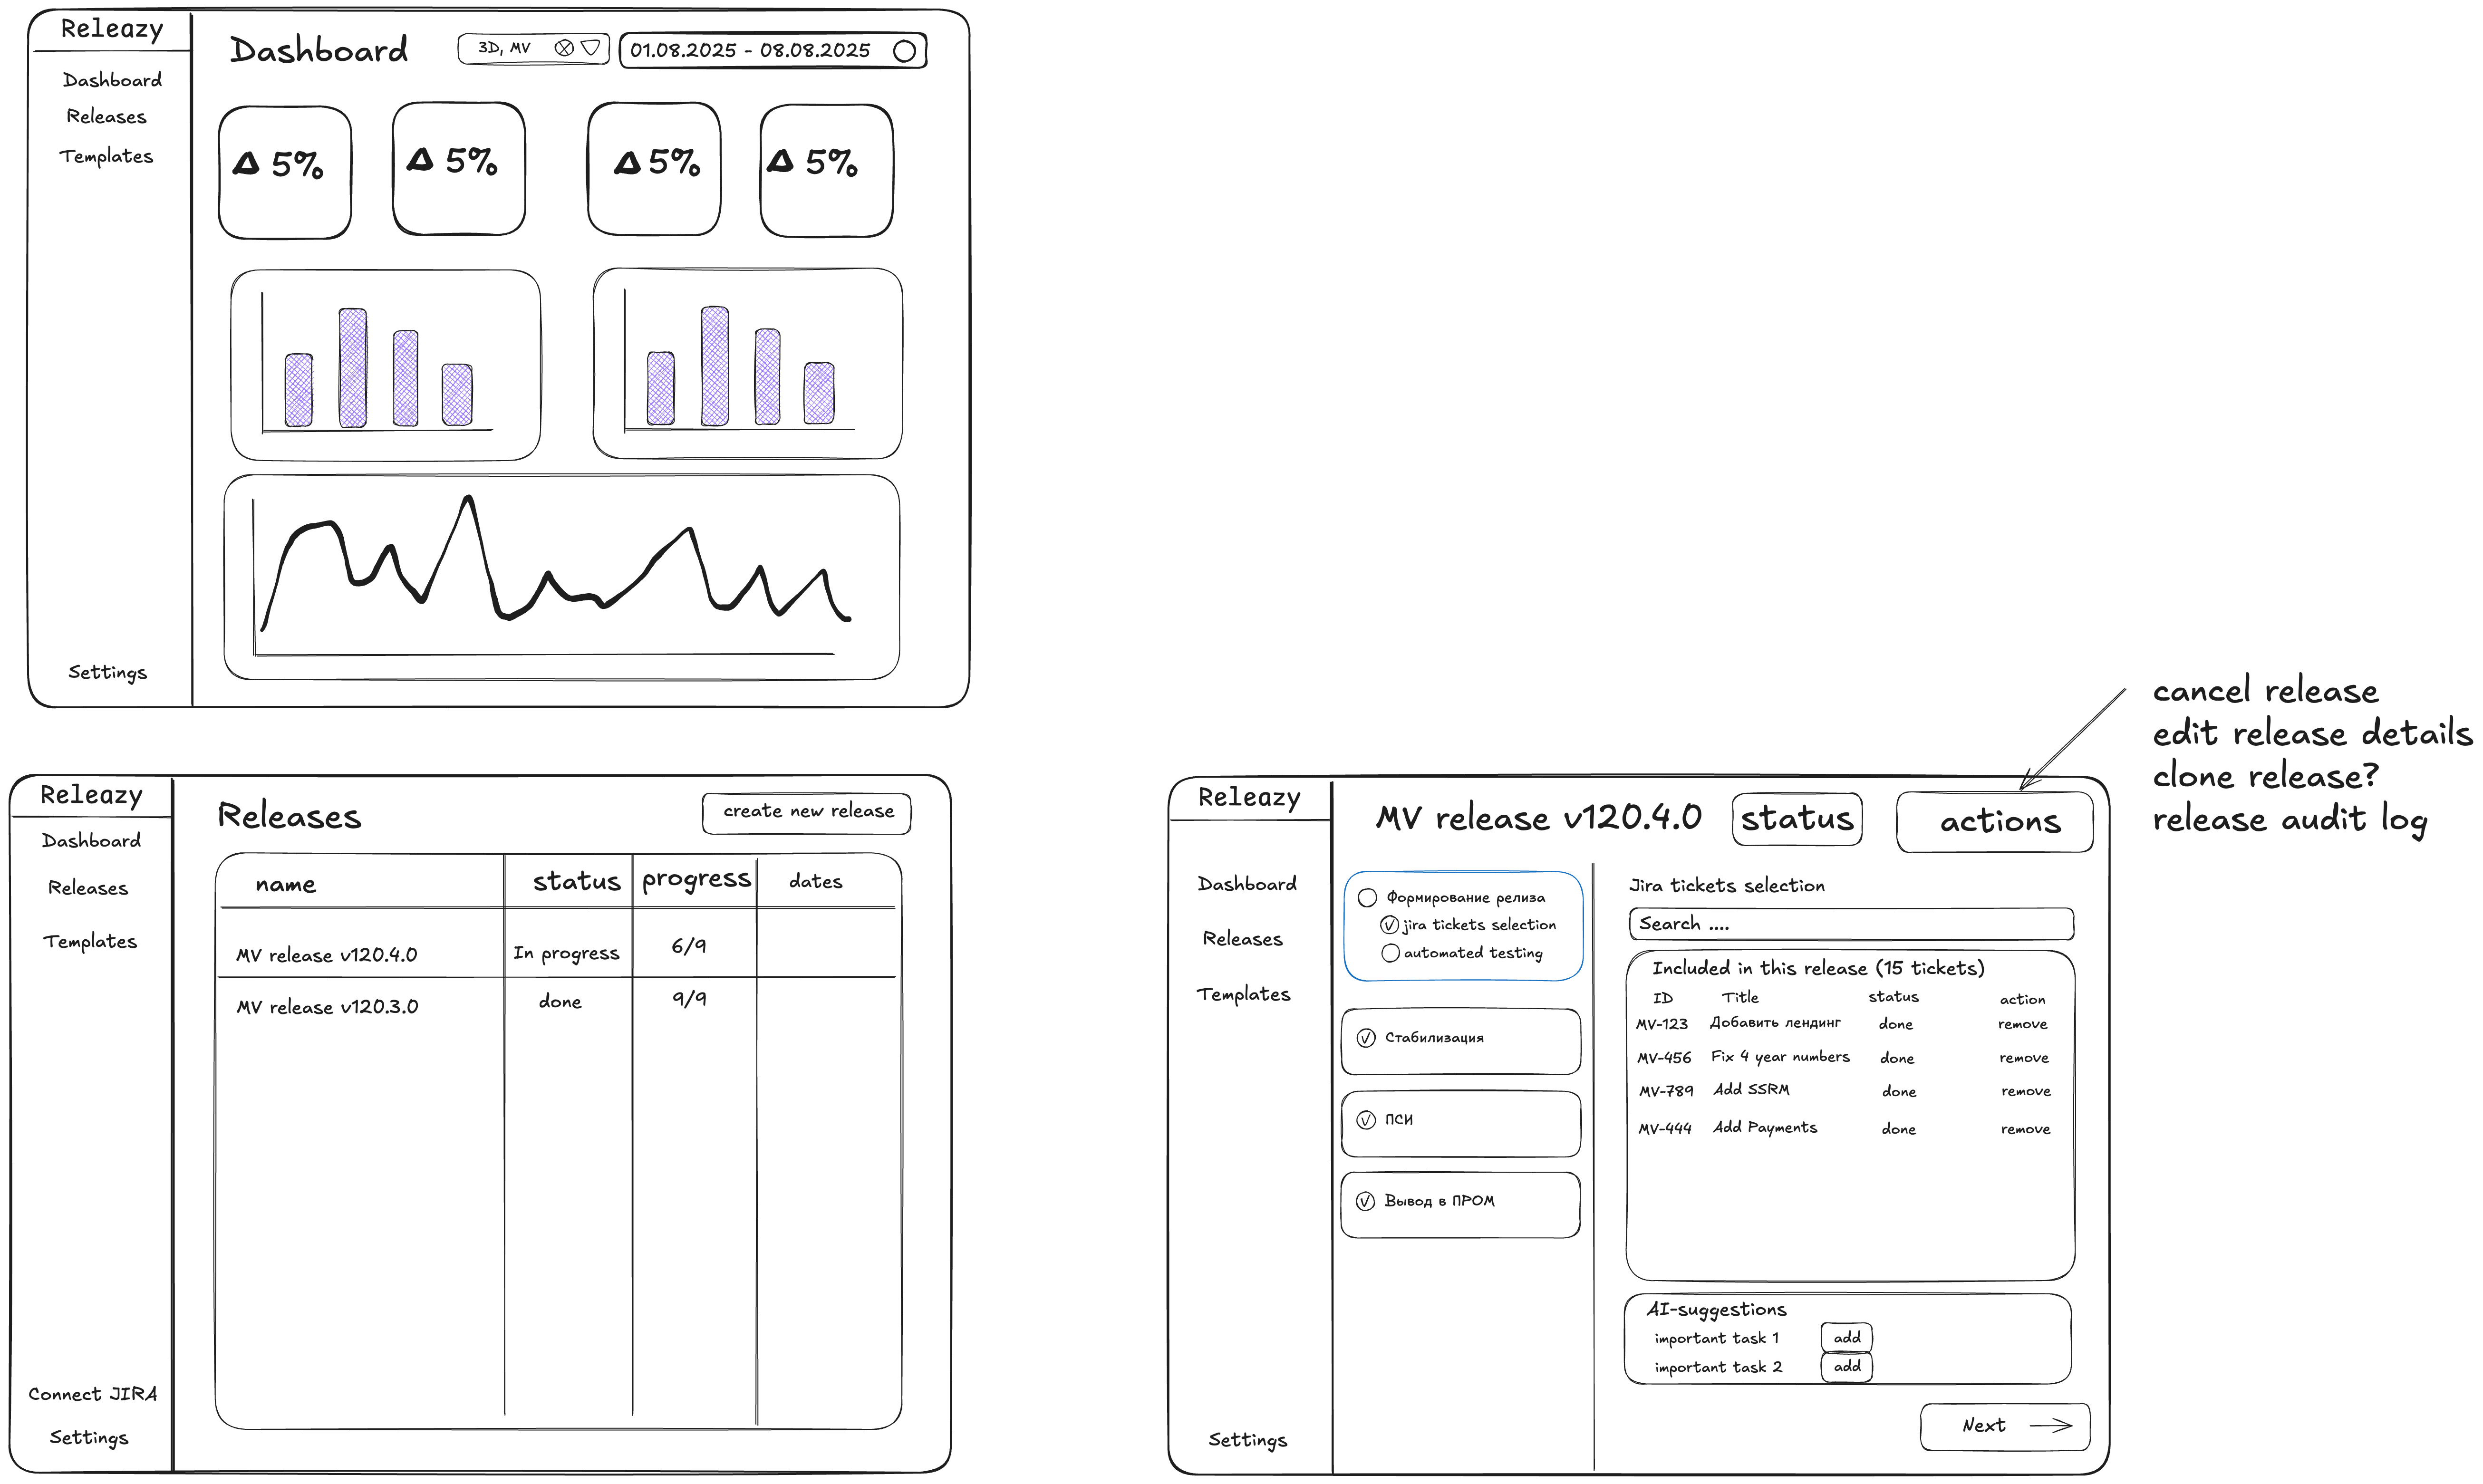 Releazy
Dashboard
Releases
Templates
Settings
Dashboard
3D, MV
01.08.2025 - 08.08.2025
Δ 5%
Δ 5%
Δ 5%
Δ 5%
Releazy
Dashboard
Releases
Templates
Connect JIRA
Settings
Releases
create new release
name status progress dates
MV release v120.4.0 In progress 6/9
MV release v120.3.0 done 9/9
Releazy
Dashboard
Releases
Templates
Settings
MV release v120.4.0
status
actions
cancel release
edit release details
clone release?
release audit log
Формирование релиза
jira tickets selection
automated testing
Стабилизация
ПСИ
Вывод в ПРОМ
Jira tickets selection
Search ....
Included in this release (15 tickets)
ID Title status action
MV-123 Добавить лендинг done remove
MV-456 Fix 4 year numbers done remove
MV-789 Add SSRM done remove
MV-444 Add Payments done remove
AI-suggestions
important task 1 add
important task 2 add
Next